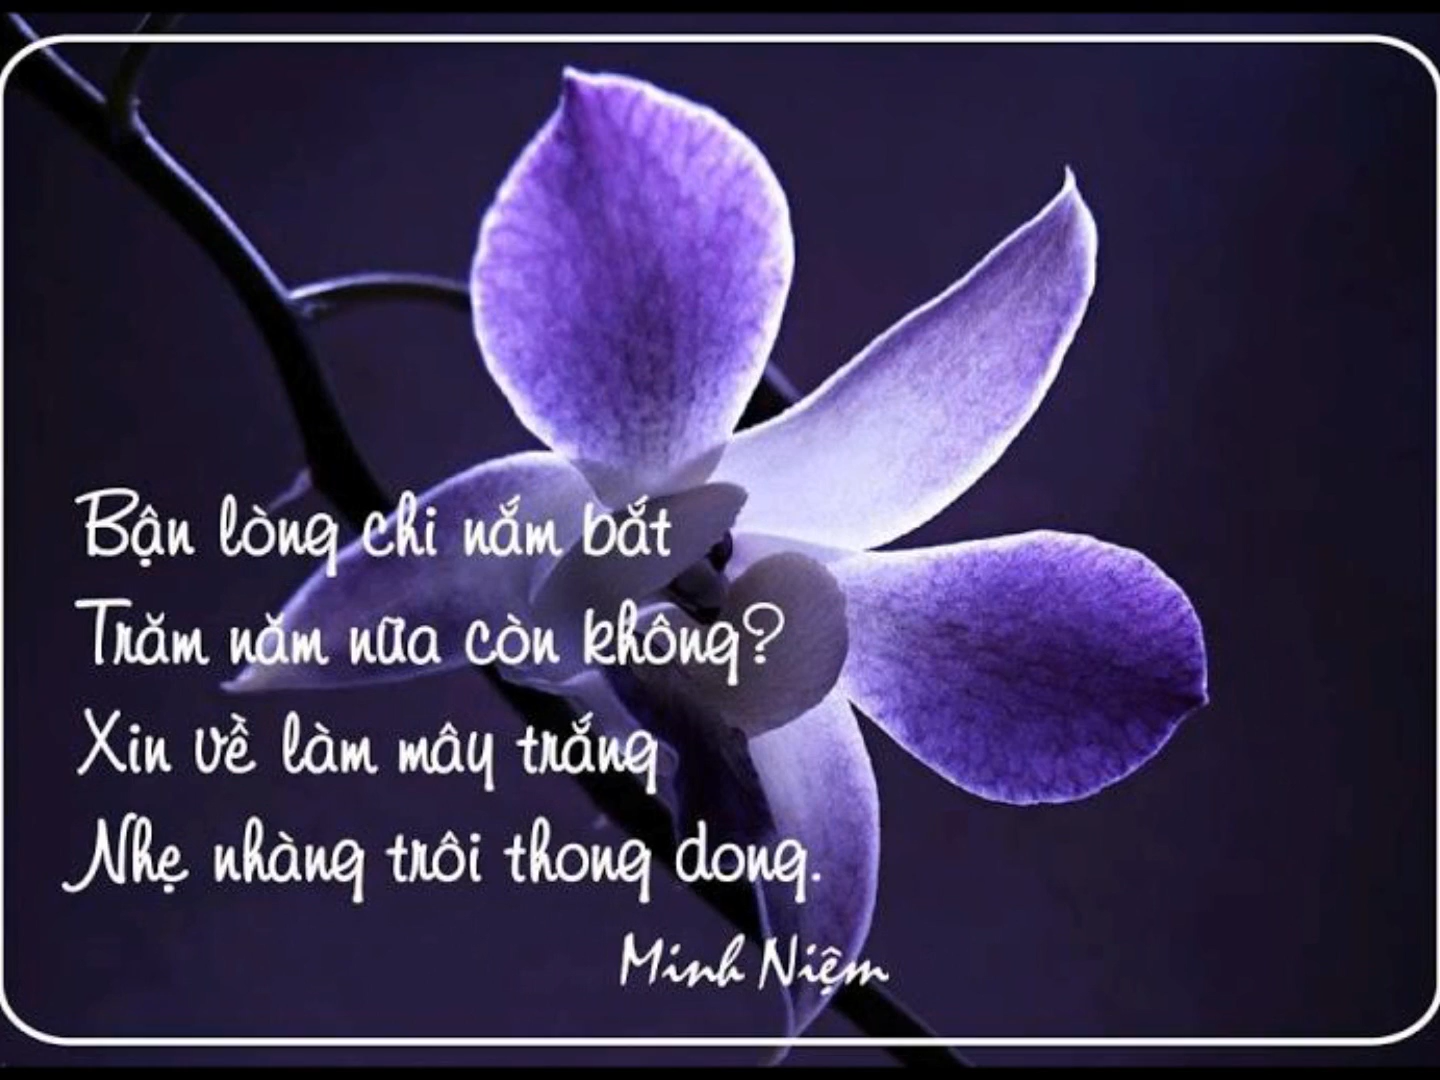 Bận lòng chi nắm bắt
Trăm năm nữa còn không?
Xin về làm mây trắng
Nhẹ nhàng trôi thong dong.
Minh Niệm